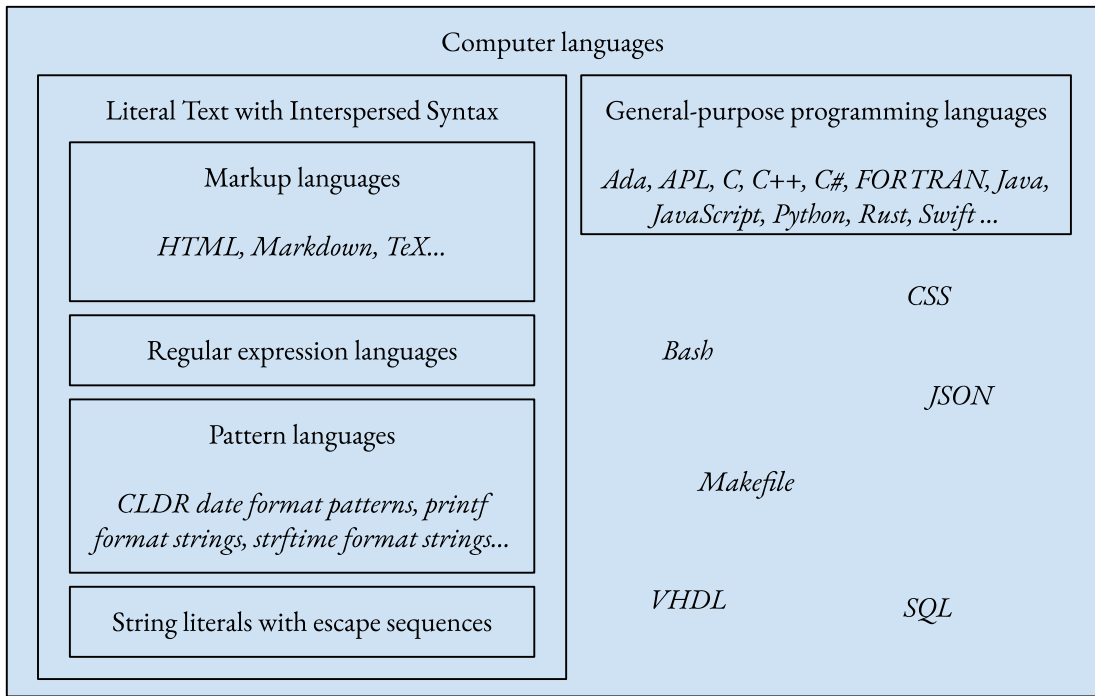 Computer languages
Literal Text with Interspersed Syntax
Markup languages
HTML, Markdown, TeX...
Regular expression languages
Pattern languages
CLDR date format patterns, printf
format strings, strftime format strings...
String literals with escape sequences
General-purpose programming languages
Ada, APL, C, C++, C#, FORTRAN, Java,
JavaScript, Python, Rust, Swift ...
CSS
Bash
JSON
Makefile
VHDL
SQL